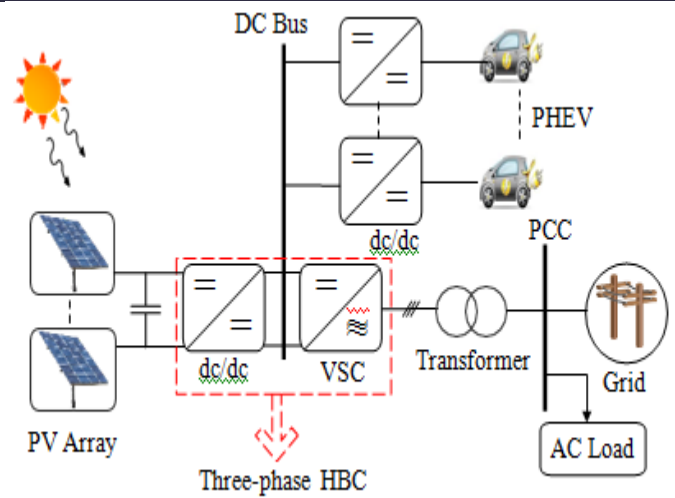 DC Bus
PHEV
dc/dc
PCC
dc/dc
VSC
Transformer
Grid
PV Array
AC Load
Three-phase HBC